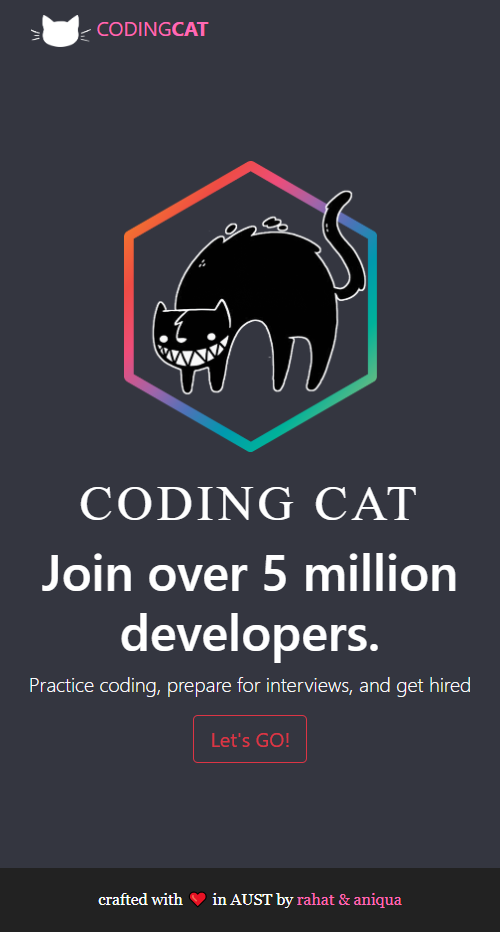 CODINGCAT
CODING CAT
Join over 5 million
developers.
Practice coding, prepare for interviews, and get hired
Let's GO!
crafted with ❤ in AUST by rahat & aniqua